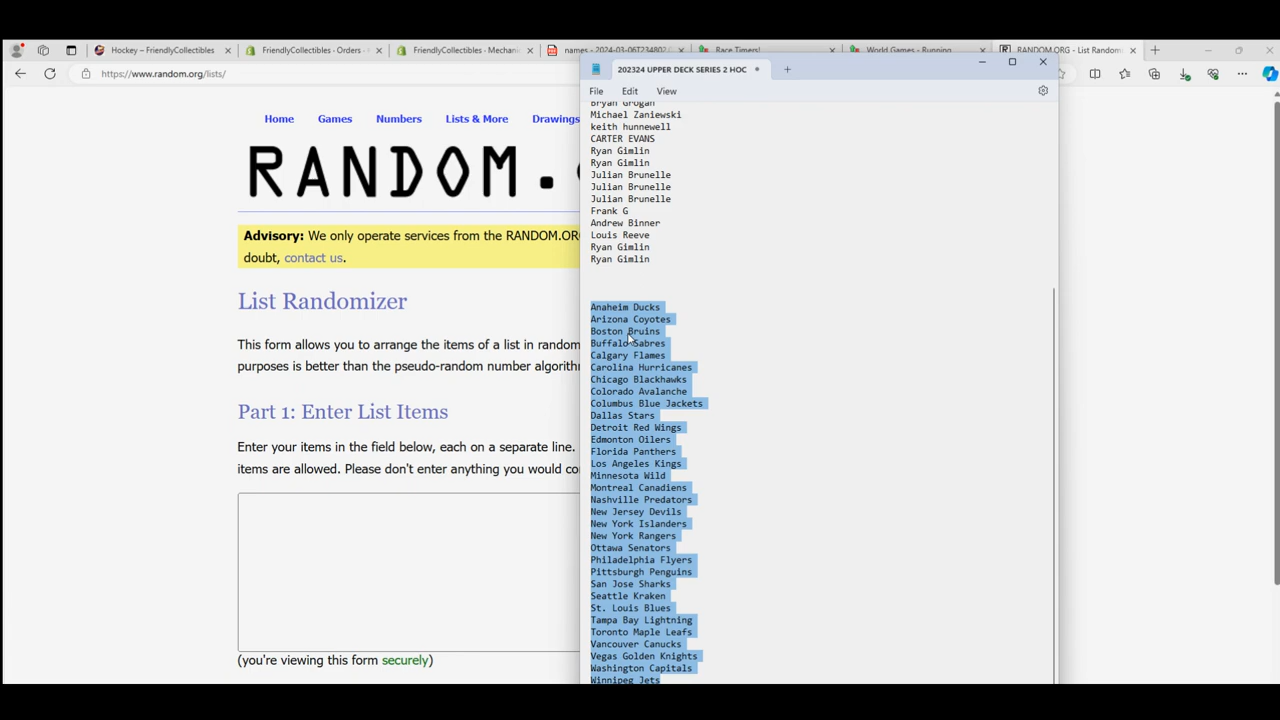 Hockey – FriendlyCollectibles
FriendlyCollectibles · Orders ·
FriendlyCollectibles · Mechanic
names - 2024-03-06T234802
Race Timers!
World Games - Running
RANDOM.ORG - List Random
https://www.random.org/lists/
202324 UPPER DECK SERIES 2 HOC
File Edit View
Home Games Numbers Lists & More Drawings
RANDOM.
Advisory: We only operate services from the RANDOM.OR
doubt, contact us.
List Randomizer
This form allows you to arrange the items of a list in random
purposes is better than the pseudo-random number algorith
Part 1: Enter List Items
Enter your items in the field below, each on a separate line.
items are allowed. Please don't enter anything you would co
(you're viewing this form securely)
Bryan Grogan
Michael Zaniewski
keith hunnewell
CARTER EVANS
Ryan Gimlin
Ryan Gimlin
Julian Brunelle
Julian Brunelle
Julian Brunelle
Frank G
Andrew Binner
Louis Reeve
Ryan Gimlin
Ryan Gimlin
Anaheim Ducks
Arizona Coyotes
Boston Bruins
Buffalo Sabres
Calgary Flames
Carolina Hurricanes
Chicago Blackhawks
Colorado Avalanche
Columbus Blue Jackets
Dallas Stars
Detroit Red Wings
Edmonton Oilers
Florida Panthers
Los Angeles Kings
Minnesota Wild
Montreal Canadiens
Nashville Predators
New Jersey Devils
New York Islanders
New York Rangers
Ottawa Senators
Philadelphia Flyers
Pittsburgh Penguins
San Jose Sharks
Seattle Kraken
St. Louis Blues
Tampa Bay Lightning
Toronto Maple Leafs
Vancouver Canucks
Vegas Golden Knights
Washington Capitals
Winnipeg Jets